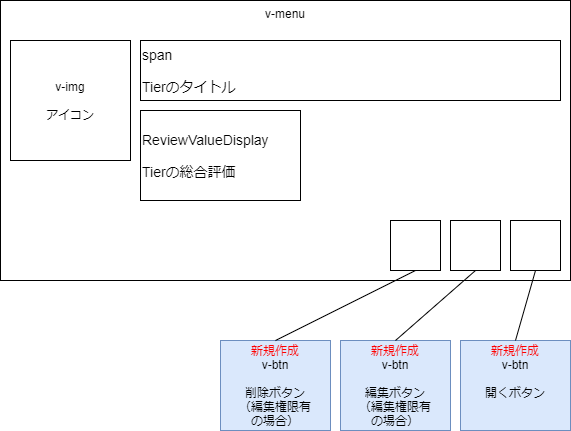 v-menu
v-img
アイコン
span
Tierのタイトル
ReviewValueDisplay
Tierの総合評価
新規作成
v-btn
削除ボタン
（編集権限有
の場合）
新規作成
v-btn
編集ボタン
（編集権限有
の場合）
新規作成
v-btn
開くボタン